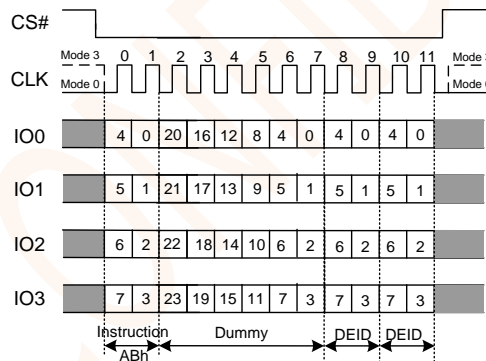 CS#
Mode 3 0 1 2 3 4 5 6 7 8 9 10 11 Mode 3
CLK
Mode 0
IO0 4 0 20 16 12 8 4 0 4 0 4 0
IO1 5 1 21 17 13 9 5 1 5 1 5 1
IO2 6 2 22 18 14 10 6 2 6 2 6 2
IO3 7 3 23 19 15 11 7 3 7 3 7 3
Instruction Dummy DEID DEID
ABh